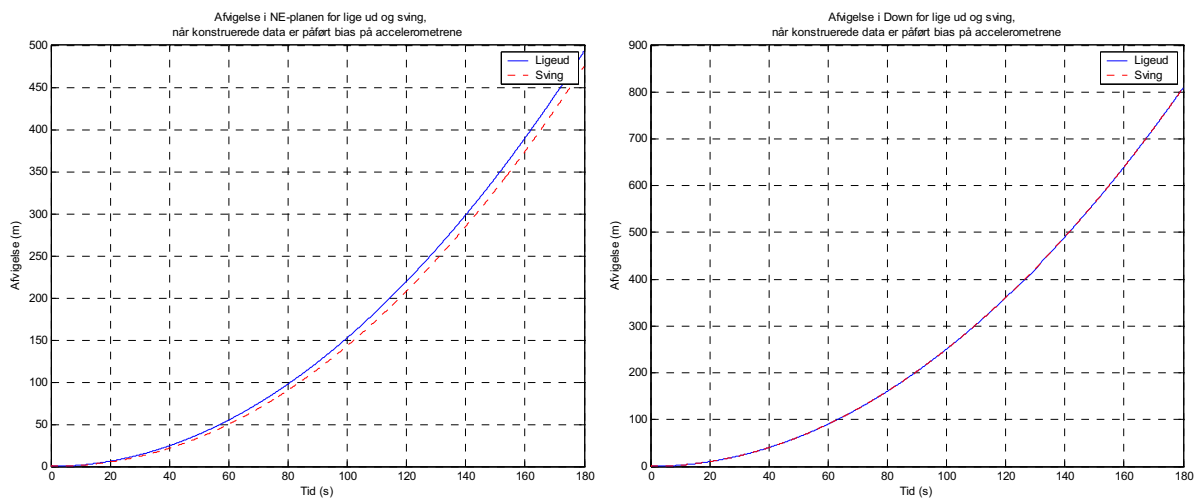 Afvigelse i NE-planen for lige ud og sving,
når konstruerede data er påført bias på accelerometrene
500
450
400
350
300
250
200
150
100
50
0
Afvigelse (m)
Ligeud
Sving
0 20 40 60 80 100 120 140 160 180
Tid (s)
Afvigelse i Down for lige ud og sving,
når konstruerede data er påført bias på accelerometrene
900
800
700
600
500
400
300
200
100
0
Afvigelse (m)
Ligeud
Sving
0 20 40 60 80 100 120 140 160 180
Tid (s)